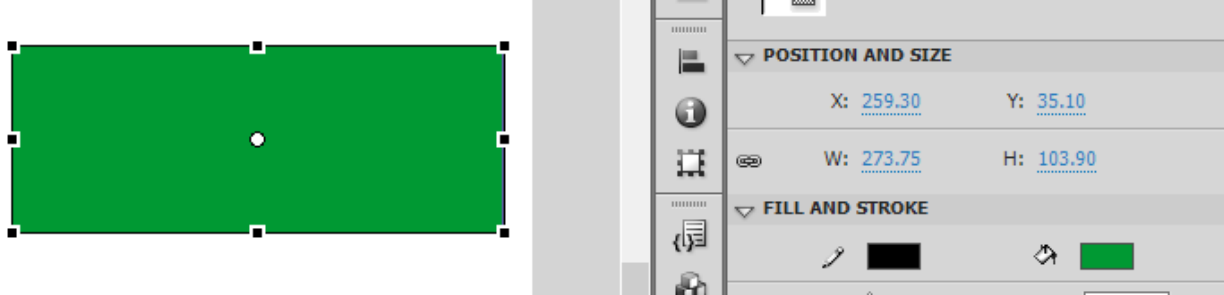 POSITION AND SIZE
X: 259.30 Y: 35.10
W: 273.75 H: 103.90
FILL AND STROKE